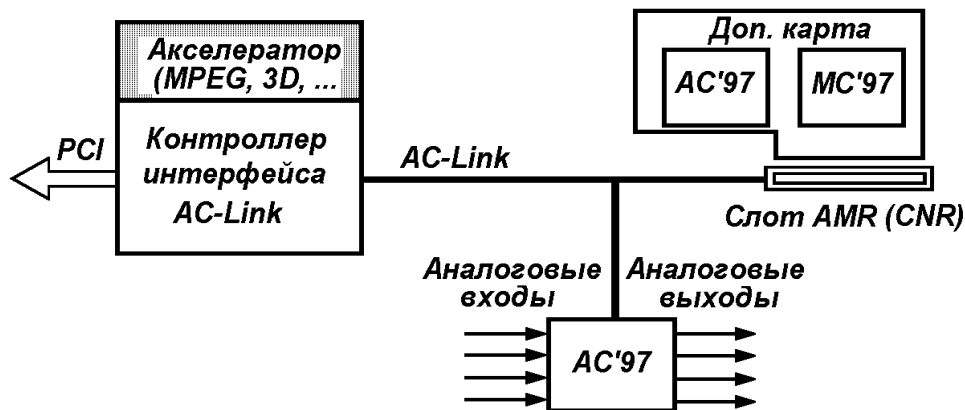 Акселератор
(MPEG, 3D, ...
Контроллер
интерфейса
AC-Link
PCI
AC-Link
Доп. карта
AC'97
MC'97
Слот AMR (CNR)
Аналоговые
входы
Аналоговые
выходы
AC'97